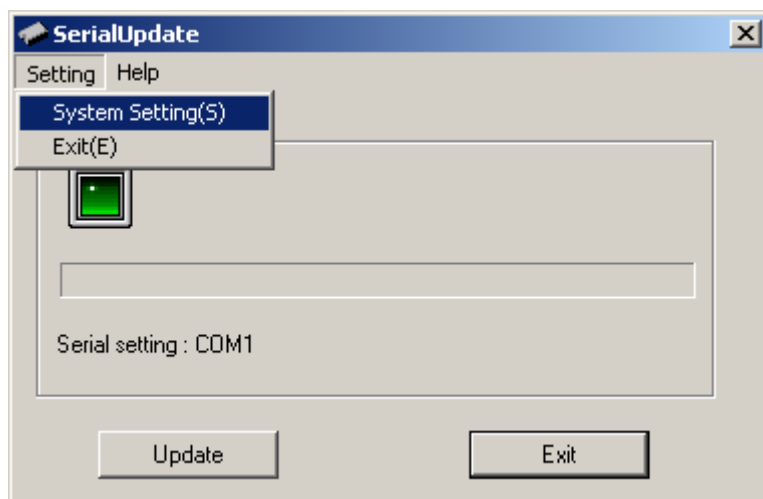 SerialUpdate
Setting Help
System Setting(S)
Exit(E)
Serial setting : COM1
Update Exit